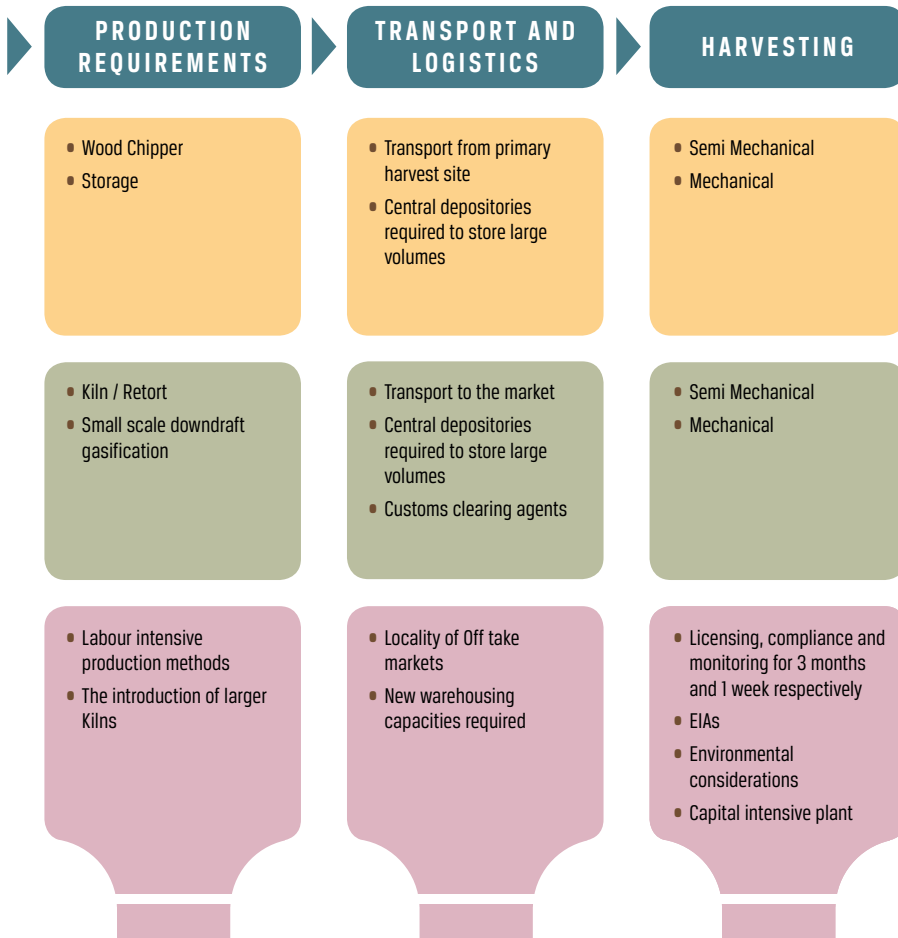 PRODUCTION
REQUIREMENTS
TRANSPORT AND
LOGISTICS
HARVESTING
• Wood Chipper
• Storage
• Transport from primary
harvest site
• Central depositories
required to store large
volumes
• Semi Mechanical
• Mechanical
• Kiln / Retort
• Small scale downdraft
gasification
• Transport to the market
• Central depositories
required to store large
volumes
• Customs clearing agents
• Semi Mechanical
• Mechanical
• Labour intensive
production methods
• The introduction of larger
Kilns
• Locality of Off take
markets
• New warehousing
capacities required
• Licensing, compliance and
monitoring for 3 months
and 1 week respectively
• EIAs
• Environmental
considerations
• Capital intensive plant